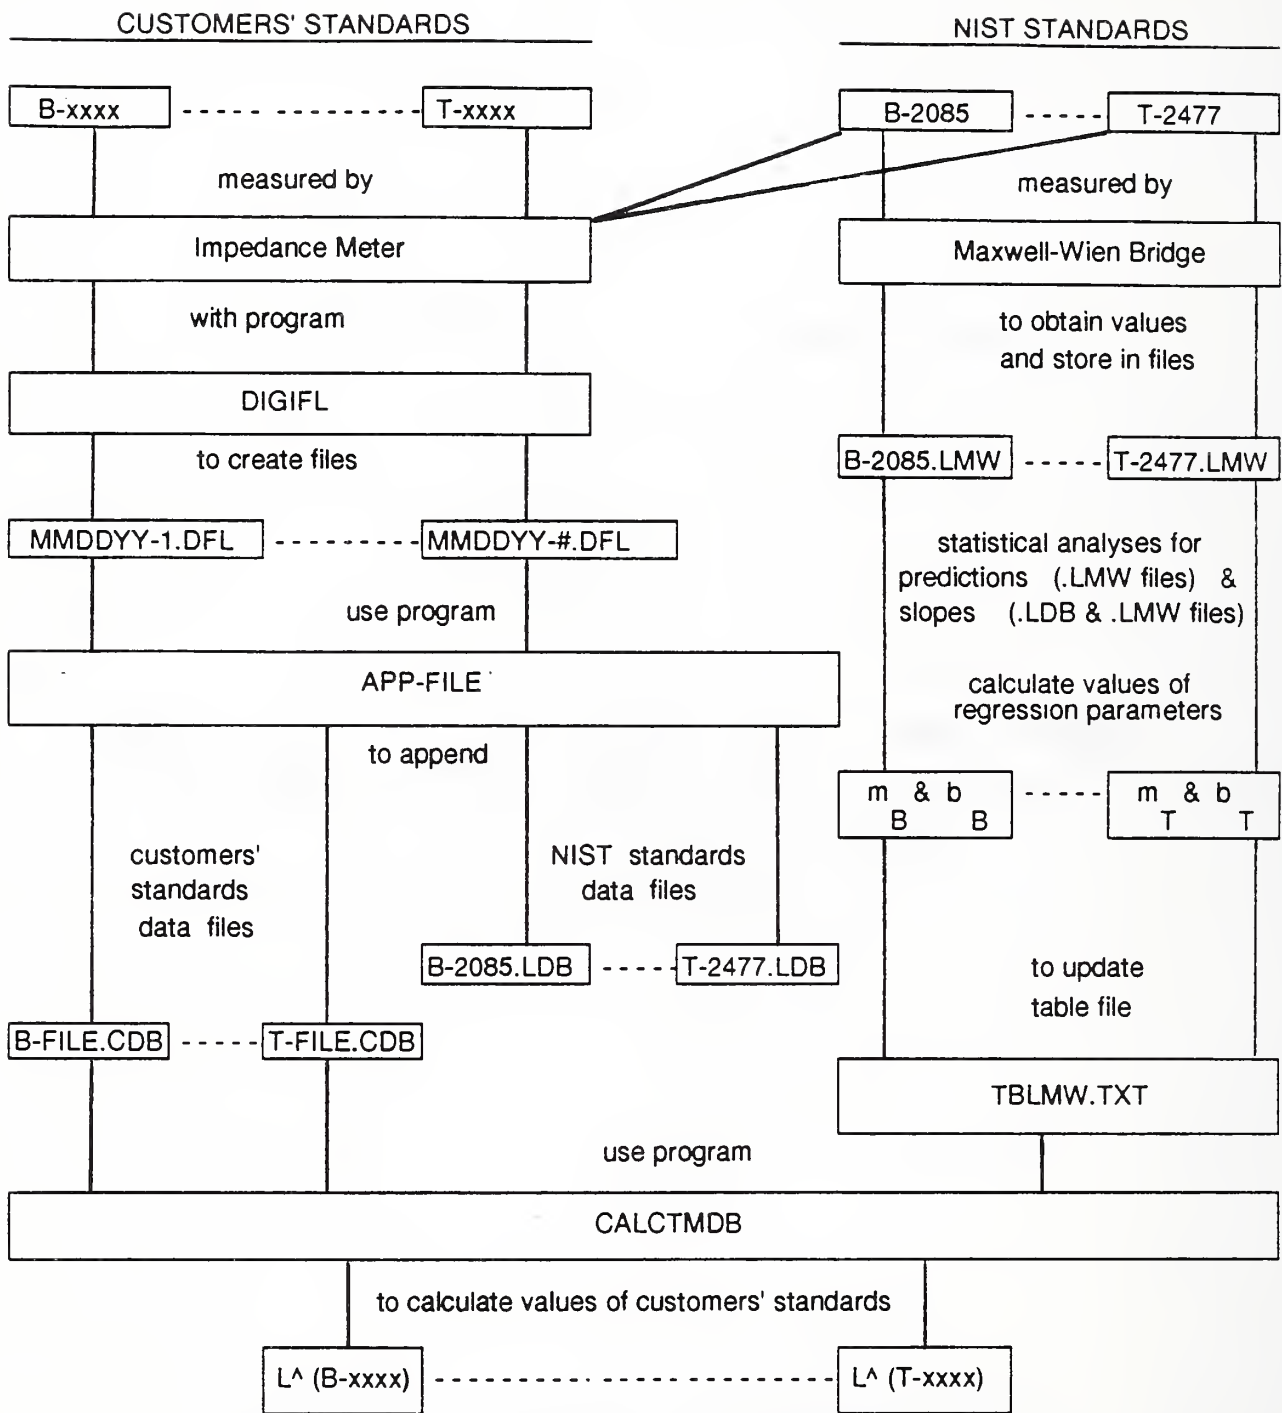 CUSTOMERS' STANDARDS
NIST STANDARDS
B-xxxx
T-xxxx
B-2085
T-2477
measured by
measured by
Impedance Meter
Maxwell-Wien Bridge
with program
to obtain values
and store in files
DIGIFL
to create files
B-2085.LMW
T-2477.LMW
MMDDYY-1.DFL
MMDDYY-#.DFL
statistical analyses for
predictions (.LMW files) &
slopes (.LDB & .LMW files)
use program
APP-FILE
calculate values of
regression parameters
to append
m & b
B B
m & b
T T
customers'
standards
data files
NIST standards
data files
B-2085.LDB
T-2477.LDB
to update
table file
B-FILE.CDB
T-FILE.CDB
TBLMW.TXT
use program
CALCTMDB
to calculate values of customers' standards
L^ (B-xxxx)
L^ (T-xxxx)